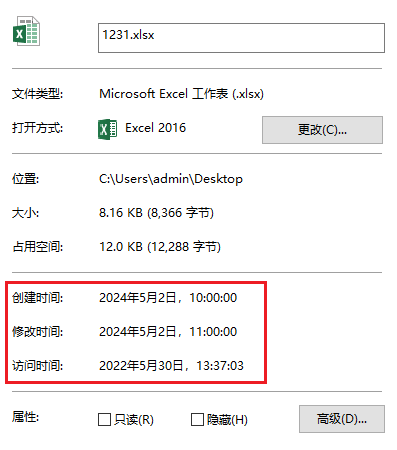 1231.xlsx
文件类型: Microsoft Excel 工作表 (.xlsx)
打开方式: Excel 2016 更改(C)...
位置: C:\Users\admin\Desktop
大小: 8.16 KB (8,366 字节)
占用空间: 12.0 KB (12,288 字节)
创建时间: 2024年5月2日，10:00:00
修改时间: 2024年5月2日，11:00:00
访问时间: 2022年5月30日，13:37:03
属性: 只读(R) 隐藏(H) 高级(D)...